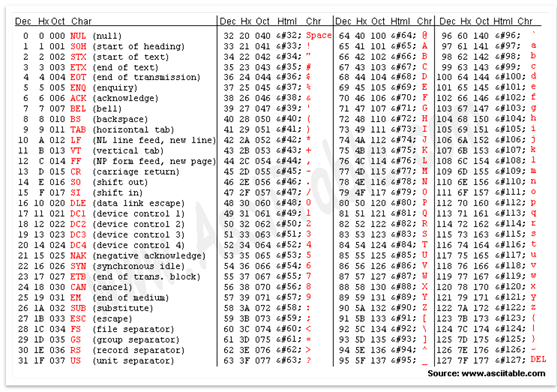 Dec Hx Oct Char Dec Hx Oct Html Chr Dec Hx Oct Html Chr Dec Hx Oct Html Chr
0 0 000 NUL (null) 32 20 040 &#32; Space 64 40 100 &#64; @ 96 60 140 &#96; `
1 1 001 SOH (start of heading) 33 21 041 &#33; ! 65 41 101 &#65; A 97 61 141 &#97; a
2 2 002 STX (start of text) 34 22 042 &#34; " 66 42 102 &#66; B 98 62 142 &#98; b
3 3 003 ETX (end of text) 35 23 043 &#35; # 67 43 103 &#67; C 99 63 143 &#99; c
4 4 004 EOT (end of transmission) 36 24 044 &#36; $ 68 44 104 &#68; D 100 64 144 &#100; d
5 5 005 ENQ (enquiry) 37 25 045 &#37; % 69 45 105 &#69; E 101 65 145 &#101; e
6 6 006 ACK (acknowledge) 38 26 046 &#38; & 70 46 106 &#70; F 102 66 146 &#102; f
7 7 007 BEL (bell) 39 27 047 &#39; ' 71 47 107 &#71; G 103 67 147 &#103; g
8 8 010 BS (backspace) 40 28 050 &#40; ( 72 48 110 &#72; H 104 68 150 &#104; h
9 9 011 TAB (horizontal tab) 41 29 051 &#41; ) 73 49 111 &#73; I 105 69 151 &#105; i
10 A 012 LF (NL line feed, new line) 42 2A 052 &#42; * 74 4A 112 &#74; J 106 6A 152 &#106; j
11 B 013 VT (vertical tab) 43 2B 053 &#43; + 75 4B 113 &#75; K 107 6B 153 &#107; k
12 C 014 FF (NP form feed, new page) 44 2C 054 &#44; , 76 4C 114 &#76; L 108 6C 154 &#108; l
13 D 015 CR (carriage return) 45 2D 055 &#45; - 77 4D 115 &#77; M 109 6D 155 &#109; m
14 E 016 SO (shift out) 46 2E 056 &#46; . 78 4E 116 &#78; N 110 6E 156 &#110; n
15 F 017 SI (shift in) 47 2F 057 &#47; / 79 4F 117 &#79; O 111 6F 157 &#111; o
16 10 020 DLE (data link escape) 48 30 060 &#48; 0 80 50 120 &#80; P 112 70 160 &#112; p
17 11 021 DC1 (device control 1) 49 31 061 &#49; 1 81 51 121 &#81; Q 113 71 161 &#113; q
18 12 022 DC2 (device control 2) 50 32 062 &#50; 2 82 52 122 &#82; R 114 72 162 &#114; r
19 13 023 DC3 (device control 3) 51 33 063 &#51; 3 83 53 123 &#83; S 115 73 163 &#115; s
20 14 024 DC4 (device control 4) 52 34 064 &#52; 4 84 54 124 &#84; T 116 74 164 &#116; t
21 15 025 NAK (negative acknowledge) 53 35 065 &#53; 5 85 55 125 &#85; U 117 75 165 &#117; u
22 16 026 SYN (synchronous idle) 54 36 066 &#54; 6 86 56 126 &#86; V 118 76 166 &#118; v
23 17 027 ETB (end of trans. block) 55 37 067 &#55; 7 87 57 127 &#87; W 119 77 167 &#119; w
24 18 030 CAN (cancel) 56 38 070 &#56; 8 88 58 130 &#88; X 120 78 170 &#120; x
25 19 031 EM (end of medium) 57 39 071 &#57; 9 89 59 131 &#89; Y 121 79 171 &#121; y
26 1A 032 SUB (substitute) 58 3A 072 &#58; : 90 5A 132 &#90; Z 122 7A 172 &#122; z
27 1B 033 ESC (escape) 59 3B 073 &#59; ; 91 5B 133 &#91; [ 123 7B 173 &#123; {
28 1C 034 FS (file separator) 60 3C 074 &#60; < 92 5C 134 &#92; \ 124 7C 174 &#124; |
29 1D 035 GS (group separator) 61 3D 075 &#61; = 93 5D 135 &#93; ] 125 7D 175 &#125; }
30 1E 036 RS (record separator) 62 3E 076 &#62; > 94 5E 136 &#94; ^ 126 7E 176 &#126; ~
31 1F 037 US (unit separator) 63 3F 077 &#63; ? 95 5F 137 &#95; _ 127 7F 177 &#127; DEL
Source: www.asciitable.com